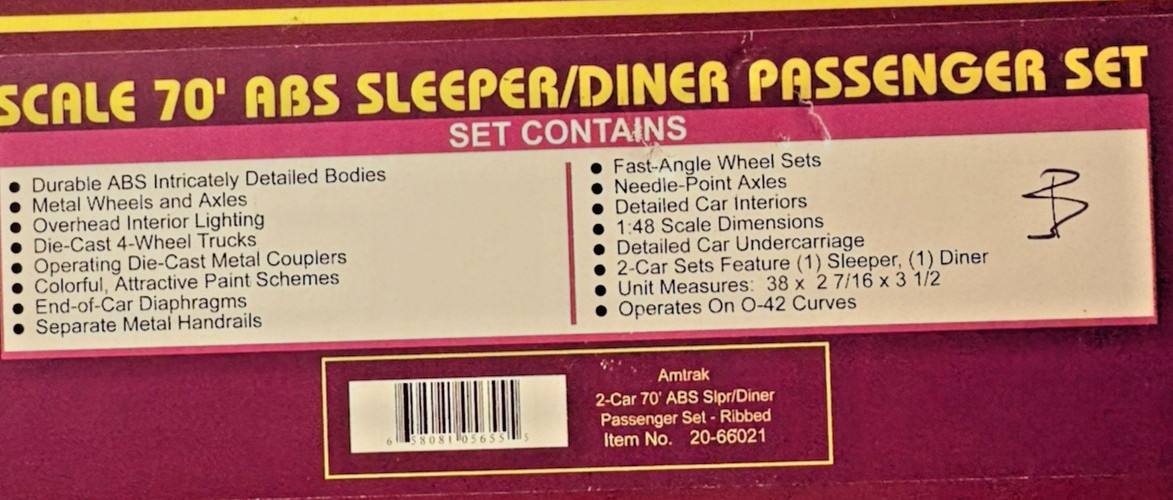 SCALE 70' ABS SLEEPER/DINER PASSENGER SET
SET CONTAINS
● Durable ABS Intricately Detailed Bodies
● Metal Wheels and Axles
● Overhead Interior Lighting
● Die-Cast 4-Wheel Trucks
● Operating Die-Cast Metal Couplers
● Colorful, Attractive Paint Schemes
● End-of-Car Diaphragms
● Separate Metal Handrails
● Fast-Angle Wheel Sets
● Needle-Point Axles
● Detailed Car Interiors
● 1:48 Scale Dimensions
● Detailed Car Undercarriage
● 2-Car Sets Feature (1) Sleeper, (1) Diner
● Unit Measures: 38 x 2 7/16 x 3 1/2
● Operates On O-42 Curves
B
6 58081 05655 5
Amtrak
2-Car 70' ABS Slpr/Diner
Passenger Set - Ribbed
Item No. 20-66021